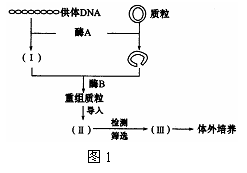 供体DNA 质粒
酶A
(Ⅰ)
酶B
重组质粒
导入
(Ⅱ) 检测 筛选 (Ⅲ) 体外培养
图1